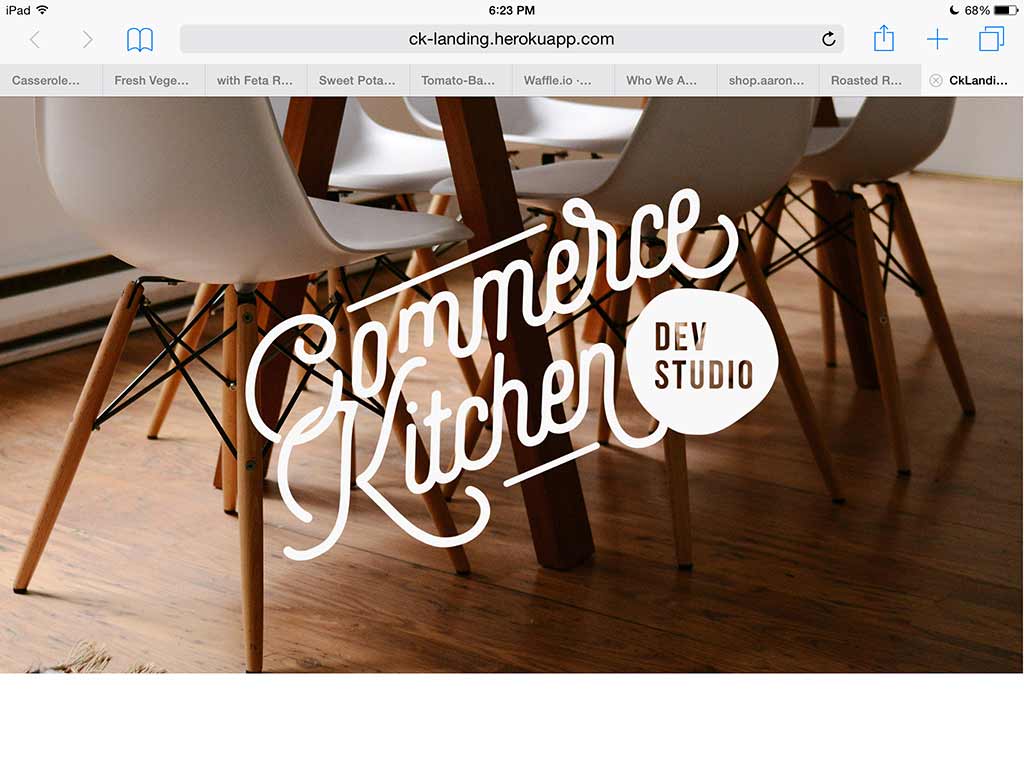 iPad 6:23 PM 68%
ck-landing.herokuapp.com
Casserole... Fresh Vege... with Feta R... Sweet Pota... Tomato-Ba... Waffle.io ·... Who We A... shop.aaron... Roasted R... CkLandi...
Commerce
Kitchen
DEV
STUDIO